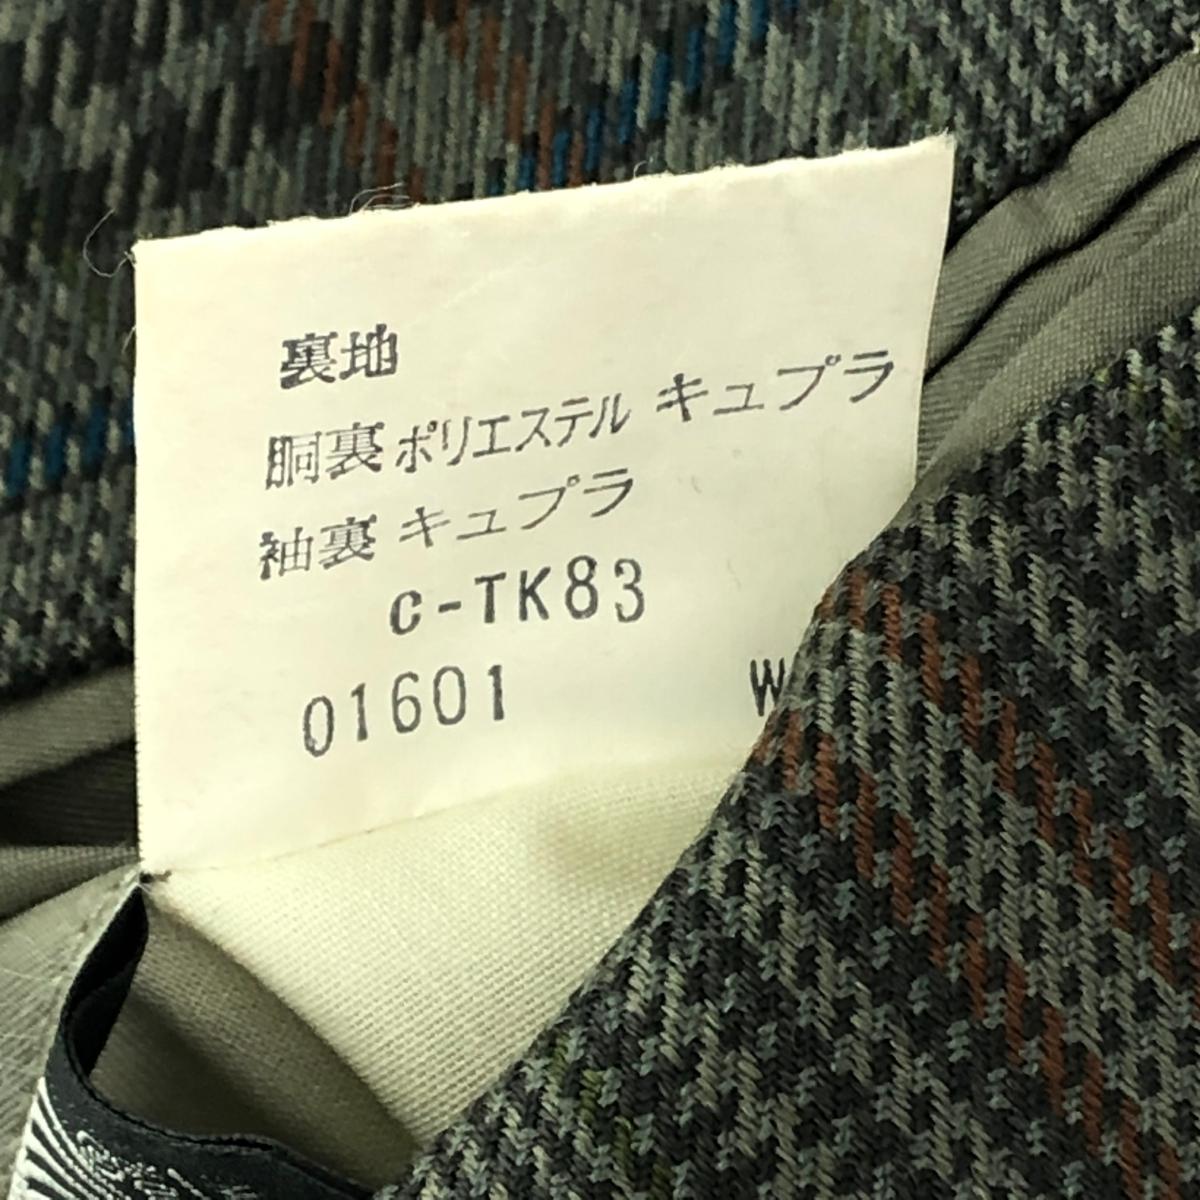 裏地
胴裏ポリエステル キュプラ
袖裏 キュプラ
C-TK83
01601 W